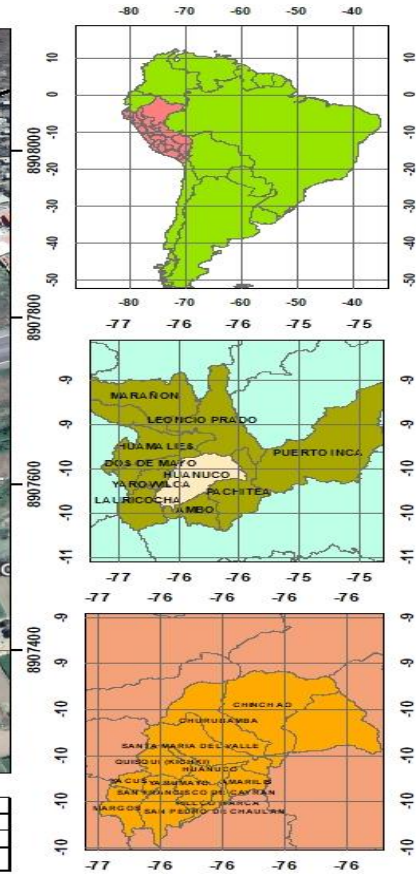 -80 -70 -60 -50 -40
10
0
-10
-20
-30
-40
-50
10
0
-10
-20
-30
-40
-50
-80 -70 -60 -50 -40
8908000
8907800
8907600
8907400
-77 -76 -76 -75 -75
-9
-9
-10
-10
-11
-9
-9
-10
-10
-11
MARAÑON
LEONCIO PRADO
HUAMALIES
PUERTO INCA
DOS DE MAYO
HUANUCO
YAROWILCA
PACHITEA
LAURICOCHA
AMBO
-77 -76 -76 -75 -75
-77 -76 -76 -76 -76
-9
-9
-10
-10
-10
-10
-9
-9
-10
-10
-10
-10
CHINCHAO
CHURUBAMBA
SANTA MARIA DEL VALLE
QUISQUI (KICHKI)
HUANUCO
YACUS YARUMAYO AMARILIS
SAN FRANCISCO DE CAYRAN
MARGOS
SAN PEDRO DE CHAULAN
-77 -76 -76 -76 -76